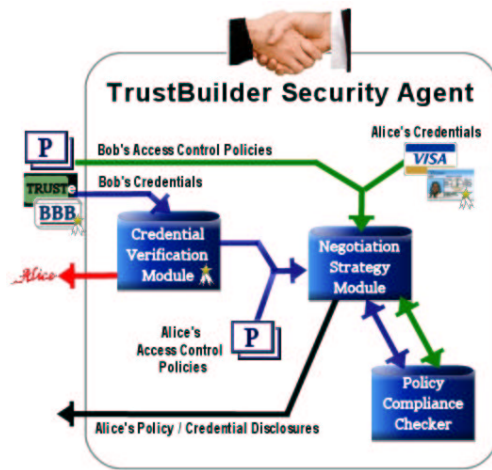 TrustBuilder Security Agent
Alice's Credentials
P
Bob's Access Control Policies
VISA
TRUSTe
Bob's Credentials
BBB
Credential
Verification
Module
Negotiation
Strategy
Module
Alice
Alice's
Access Control
Policies
P
Policy
Compliance
Checker
Alice's Policy / Credential Disclosures